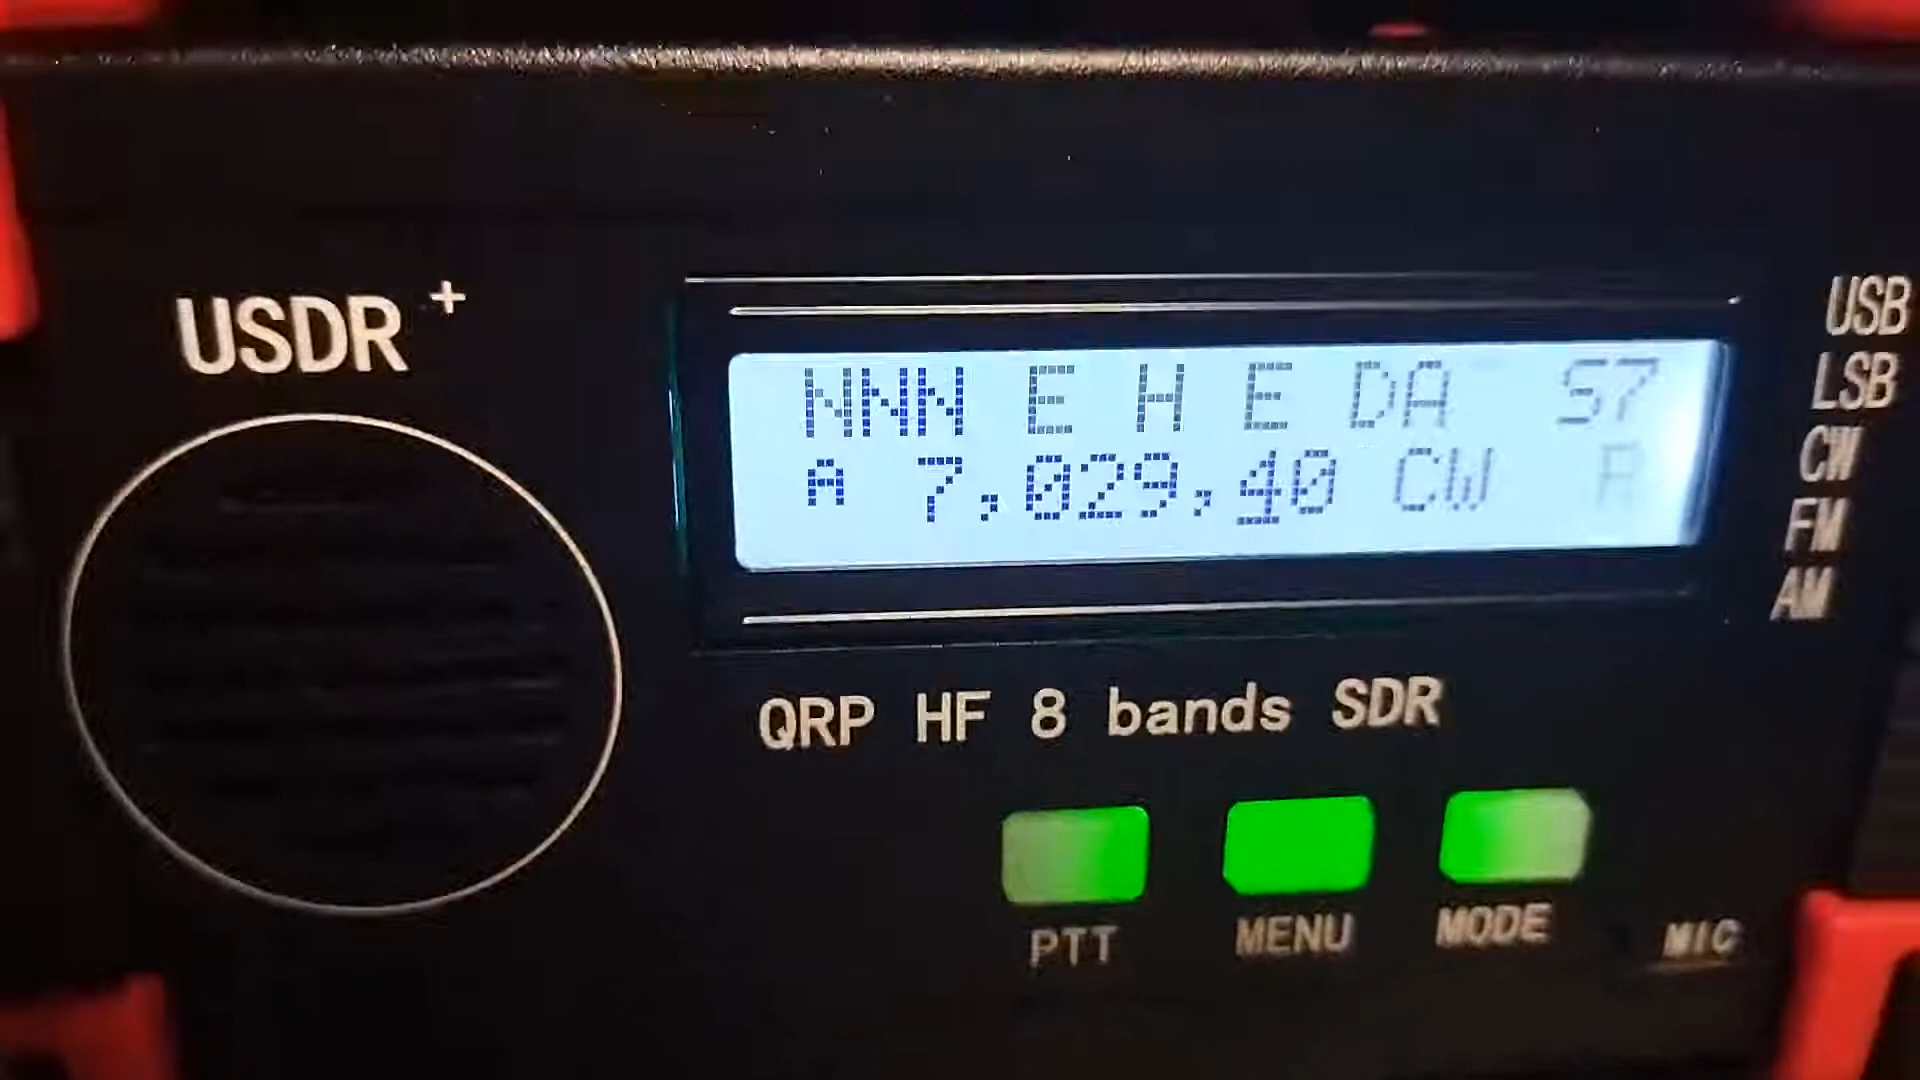 USDR+
NNN E H E DA S7
A 7,029,40 CW R
USB
LSB
CW
FM
AM
QRP HF 8 bands SDR
PTT MENU MODE MIC